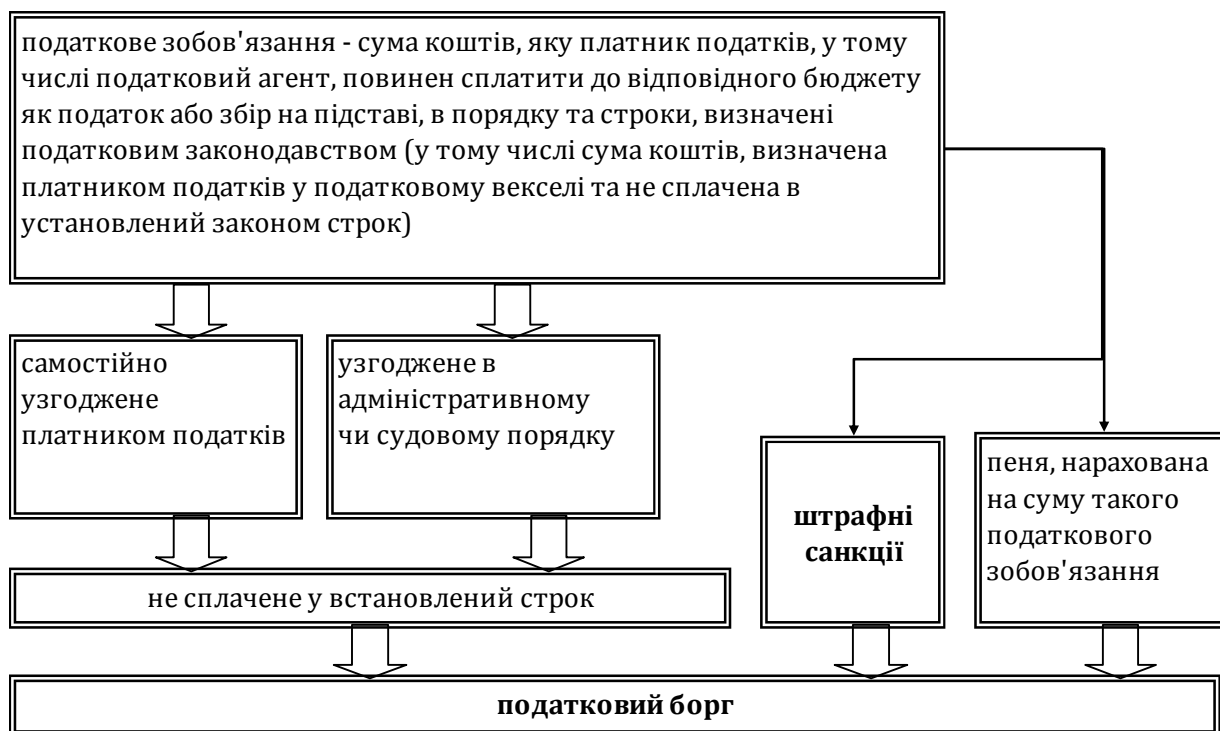 податкове зобов'язання - сума коштів, яку платник податків, у тому
числі податковий агент, повинен сплатити до відповідного бюджету
як податок або збір на підставі, в порядку та строки, визначені
податковим законодавством (у тому числі сума коштів, визначена
платником податків у податковому векселі та не сплачена в
установлений законом строк)
самостійно
узгоджене
платником податків
узгоджене в
адміністративному
чи судовому порядку
штрафні
санкції
пеня, нарахована
на суму такого
податкового
зобов'язання
не сплачене у встановлений строк
податковий борг